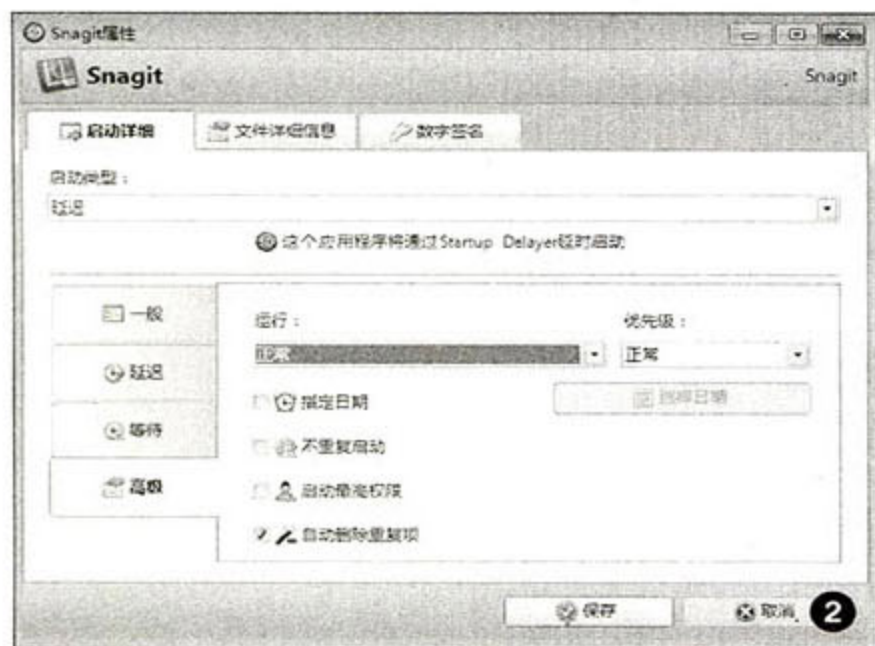 Snagit属性
Snagit
Snagit
启动详细
文件详细信息
数字签名
启动类型：
延迟
这个应用程序将通过Startup Delayer延时启动
一般
延迟
等待
高级
运行：
优先级：
正常
正常
指定日期
选择日期
不重复启动
启动最高权限
自动删除重复项
保存
取消
2